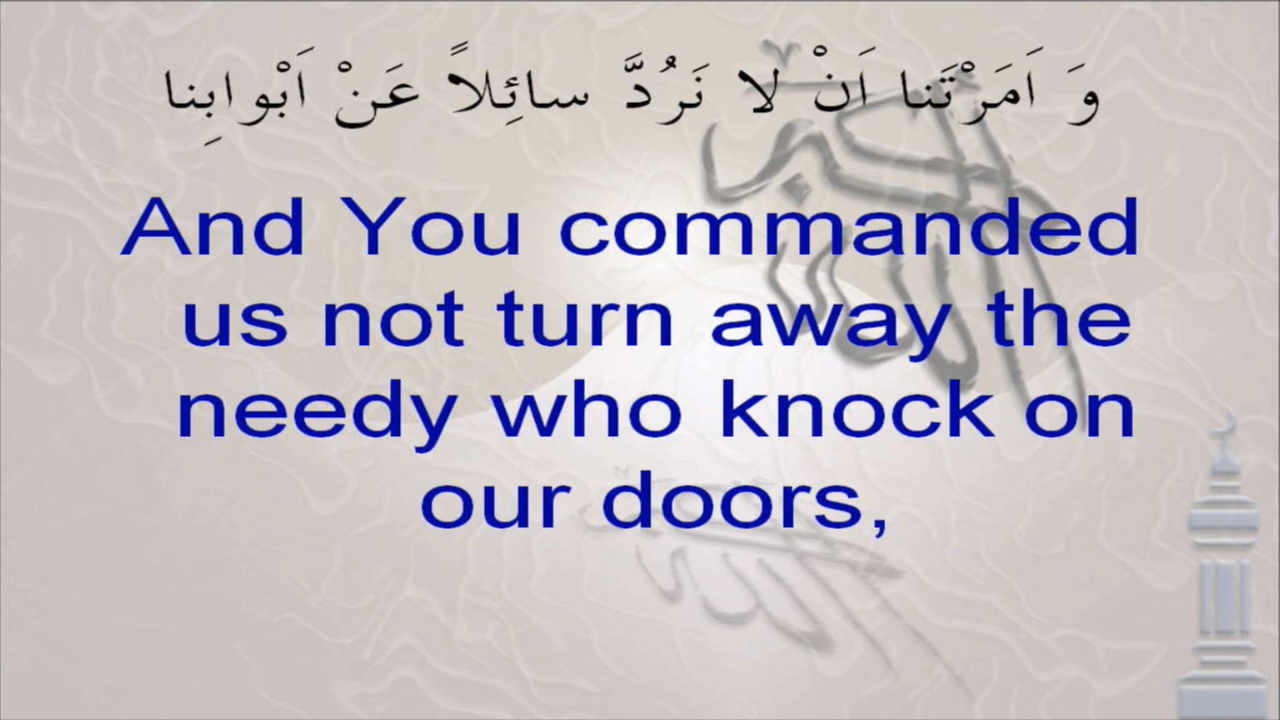 وَ اَمَرْتَنا اَنْ لا نَرُدَّ سائِلاً عَنْ اَبْوابِنا
And You commanded
us not turn away the
needy who knock on
our doors,